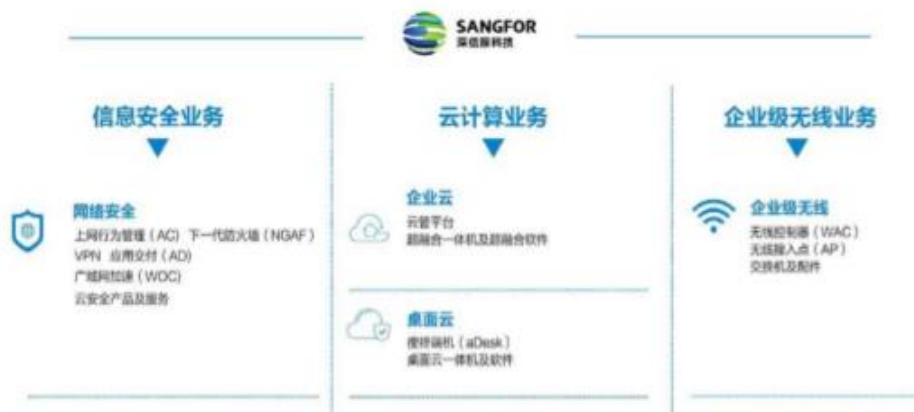 SANGFOR
深信服科技
信息安全业务
网络安全
上网行为管理（AC） 下一代防火墙（NGAF）
VPN 应用交付（AD）
广域网加速（WOC）
云安全产品及服务
云计算业务
企业云
云管平台
超融合一体机及超融合软件
桌面云
瘦终端机（aDesk）
桌面云一体机及软件
企业级无线业务
企业级无线
无线控制器（WAC）
无线接入点（AP）
交换机及配件